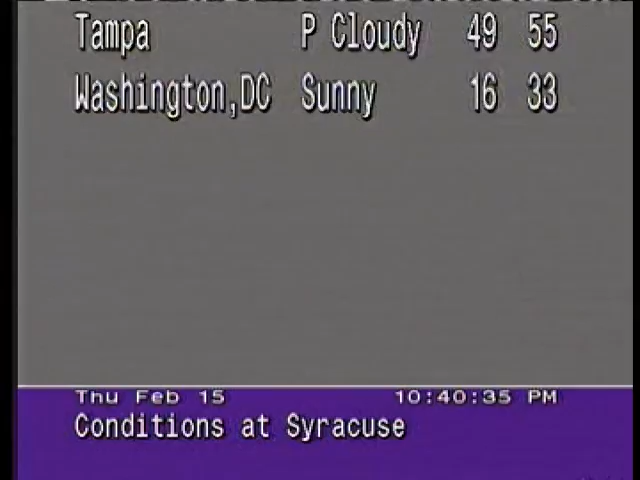 Tampa P Cloudy 49 55
Washington,DC Sunny 16 33
Thu Feb 15 10:40:35 PM
Conditions at Syracuse